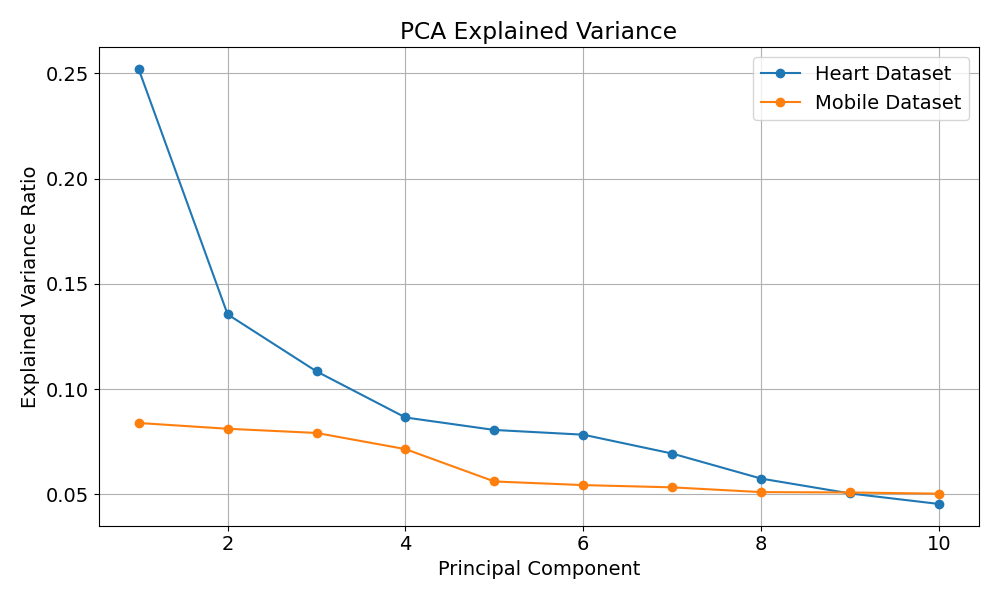 PCA Explained Variance
Heart Dataset
Mobile Dataset
Explained Variance Ratio
0.25
0.20
0.15
0.10
0.05
2 4 6 8 10
Principal Component